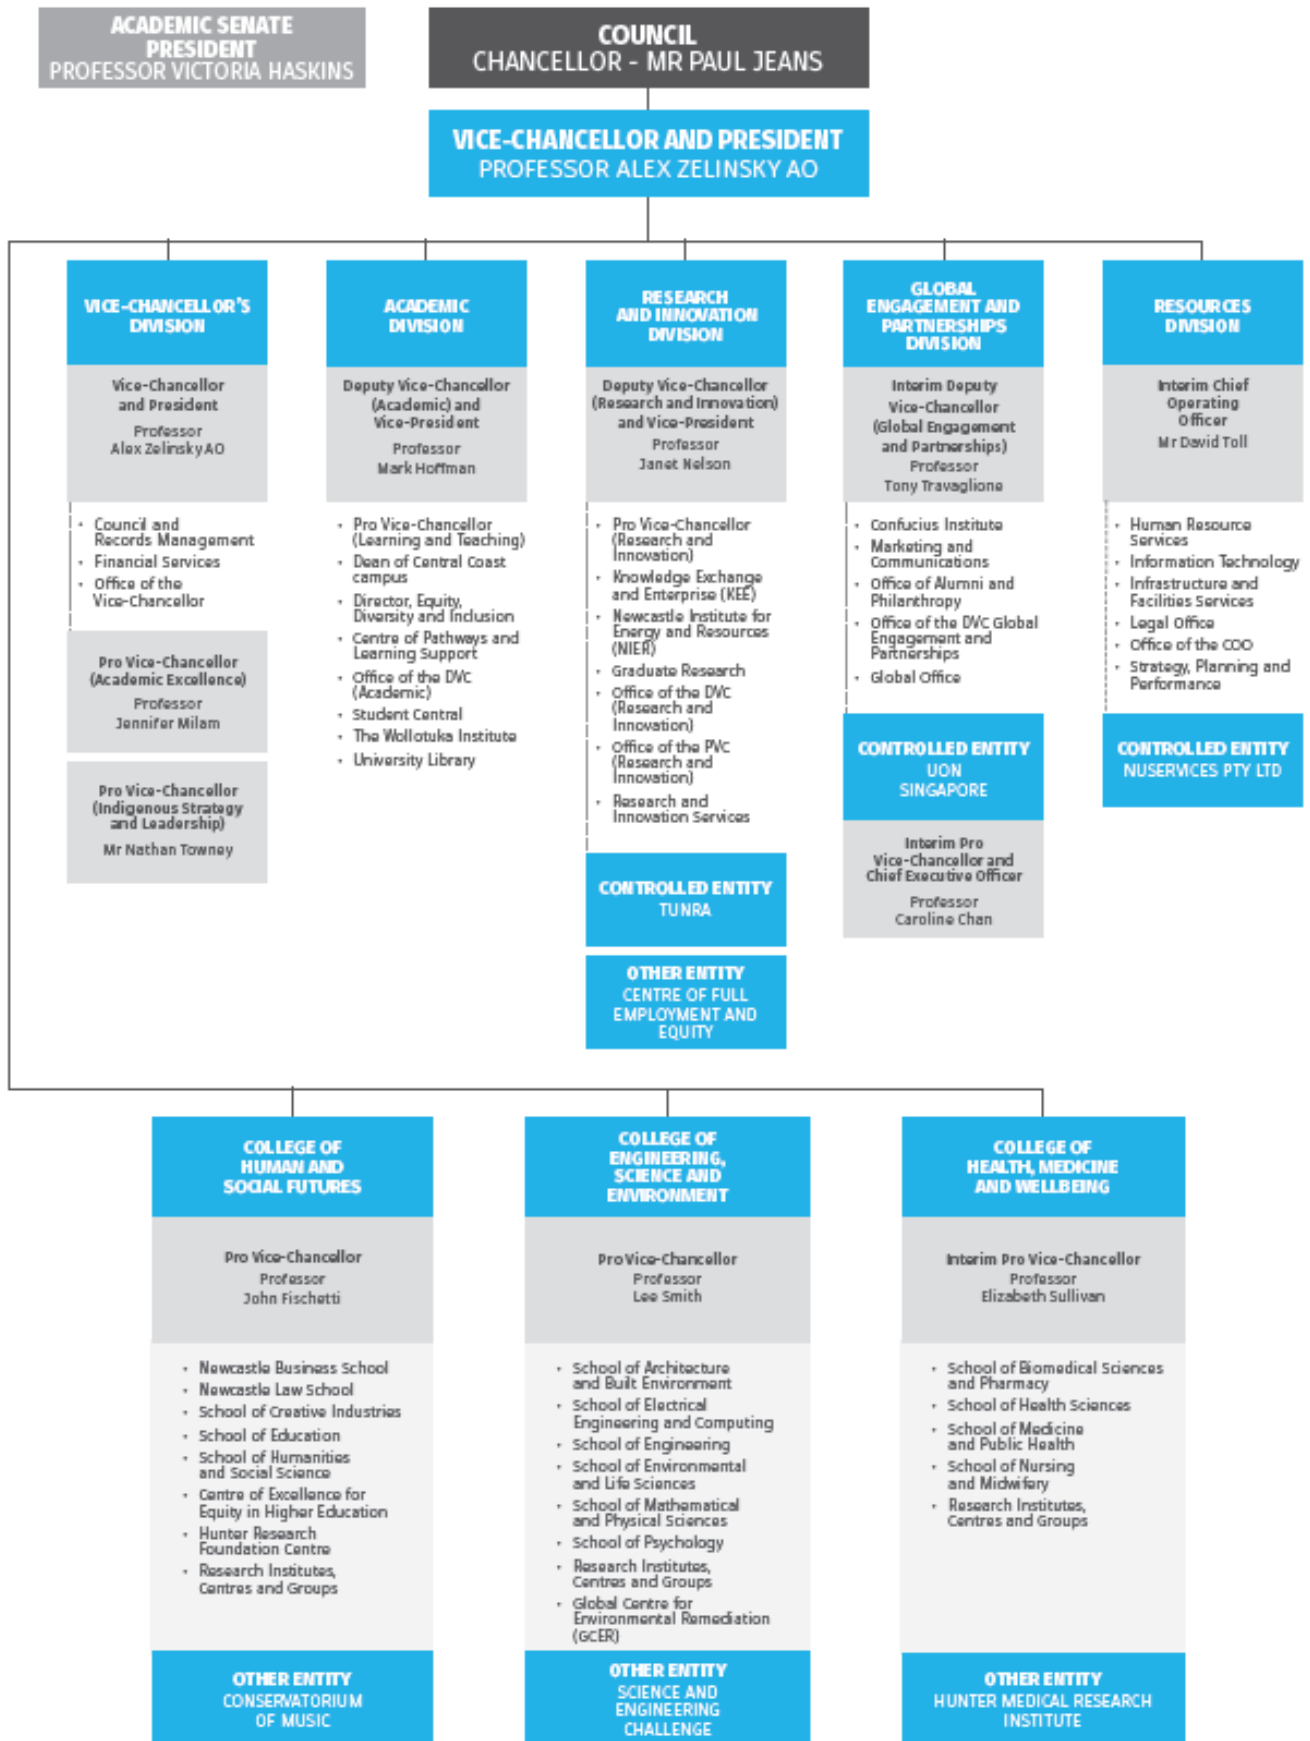 ACADEMIC SENATE
PRESIDENT
PROFESSOR VICTORIA HASKINS
COUNCIL
CHANCELLOR - MR PAUL JEANS
VICE-CHANCELLOR AND PRESIDENT
PROFESSOR ALEX ZELINSKY AO
VICE-CHANCELLOR'S
DIVISION
Vice-Chancellor
and President
Professor
Alex Zelinsky AO
• Council and
Records Management
• Financial Services
• Office of the
Vice-Chancellor
Pro Vice-Chancellor
(Academic Excellence)
Professor
Jennifer Milam
Pro Vice-Chancellor
(Indigenous Strategy
and Leadership)
Mr Nathan Towney
ACADEMIC
DIVISION
Deputy Vice-Chancellor
(Academic) and
Vice-President
Professor
Mark Hoffman
• Pro Vice-Chancellor
(Learning and Teaching)
• Dean of Central Coast
campus
• Director, Equity,
Diversity and Inclusion
• Centre of Pathways and
Learning Support
• Office of the DVC
(Academic)
• Student Central
• The Wollotuka Institute
• University Library
RESEARCH
AND INNOVATION
DIVISION
Deputy Vice-Chancellor
(Research and Innovation)
and Vice-President
Professor
Janet Nelson
• Pro Vice-Chancellor
(Research and
Innovation)
• Knowledge Exchange
and Enterprise (KEE)
• Newcastle Institute for
Energy and Resources
(NIER)
• Graduate Research
• Office of the DVC
(Research and
Innovation)
• Office of the PVC
(Research and
Innovation)
• Research and
Innovation Services
CONTROLLED ENTITY
TUNRA
OTHER ENTITY
CENTRE OF FULL
EMPLOYMENT AND
EQUITY
GLOBAL
ENGAGEMENT AND
PARTNERSHIPS
DIVISION
Interim Deputy
Vice-Chancellor
(Global Engagement
and Partnerships)
Professor
Tony Travaglione
• Confucius Institute
• Marketing and
Communications
• Office of Alumni and
Philanthropy
• Office of the DVC Global
Engagement and
Partnerships
• Global Office
CONTROLLED ENTITY
UON
SINGAPORE
Interim Pro
Vice-Chancellor and
Chief Executive Officer
Professor
Caroline Chan
RESOURCES
DIVISION
Interim Chief
Operating
Officer
Mr David Toll
• Human Resource
Services
• Information Technology
• Infrastructure and
Facilities Services
• Legal Office
• Office of the COO
• Strategy, Planning and
Performance
CONTROLLED ENTITY
NUSERVICES PTY LTD
COLLEGE OF
HUMAN AND
SOCIAL FUTURES
Pro Vice-Chancellor
Professor
John Fischetti
• Newcastle Business School
• Newcastle Law School
• School of Creative Industries
• School of Education
• School of Humanities
and Social Science
• Centre of Excellence for
Equity in Higher Education
• Hunter Research
Foundation Centre
• Research Institutes,
Centres and Groups
OTHER ENTITY
CONSERVATORIUM
OF MUSIC
COLLEGE OF
ENGINEERING,
SCIENCE AND
ENVIRONMENT
Pro Vice-Chancellor
Professor
Lee Smith
• School of Architecture
and Built Environment
• School of Electrical
Engineering and Computing
• School of Engineering
• School of Environmental
and Life Sciences
• School of Mathematical
and Physical Sciences
• School of Psychology
• Research Institutes,
Centres and Groups
• Global Centre for
Environmental Remediation
(GCER)
OTHER ENTITY
SCIENCE AND
ENGINEERING
CHALLENGE
COLLEGE OF
HEALTH, MEDICINE
AND WELLBEING
Interim Pro Vice-Chancellor
Professor
Elizabeth Sullivan
• School of Biomedical Sciences
and Pharmacy
• School of Health Sciences
• School of Medicine
and Public Health
• School of Nursing
and Midwifery
• Research Institutes,
Centres and Groups
OTHER ENTITY
HUNTER MEDICAL RESEARCH
INSTITUTE